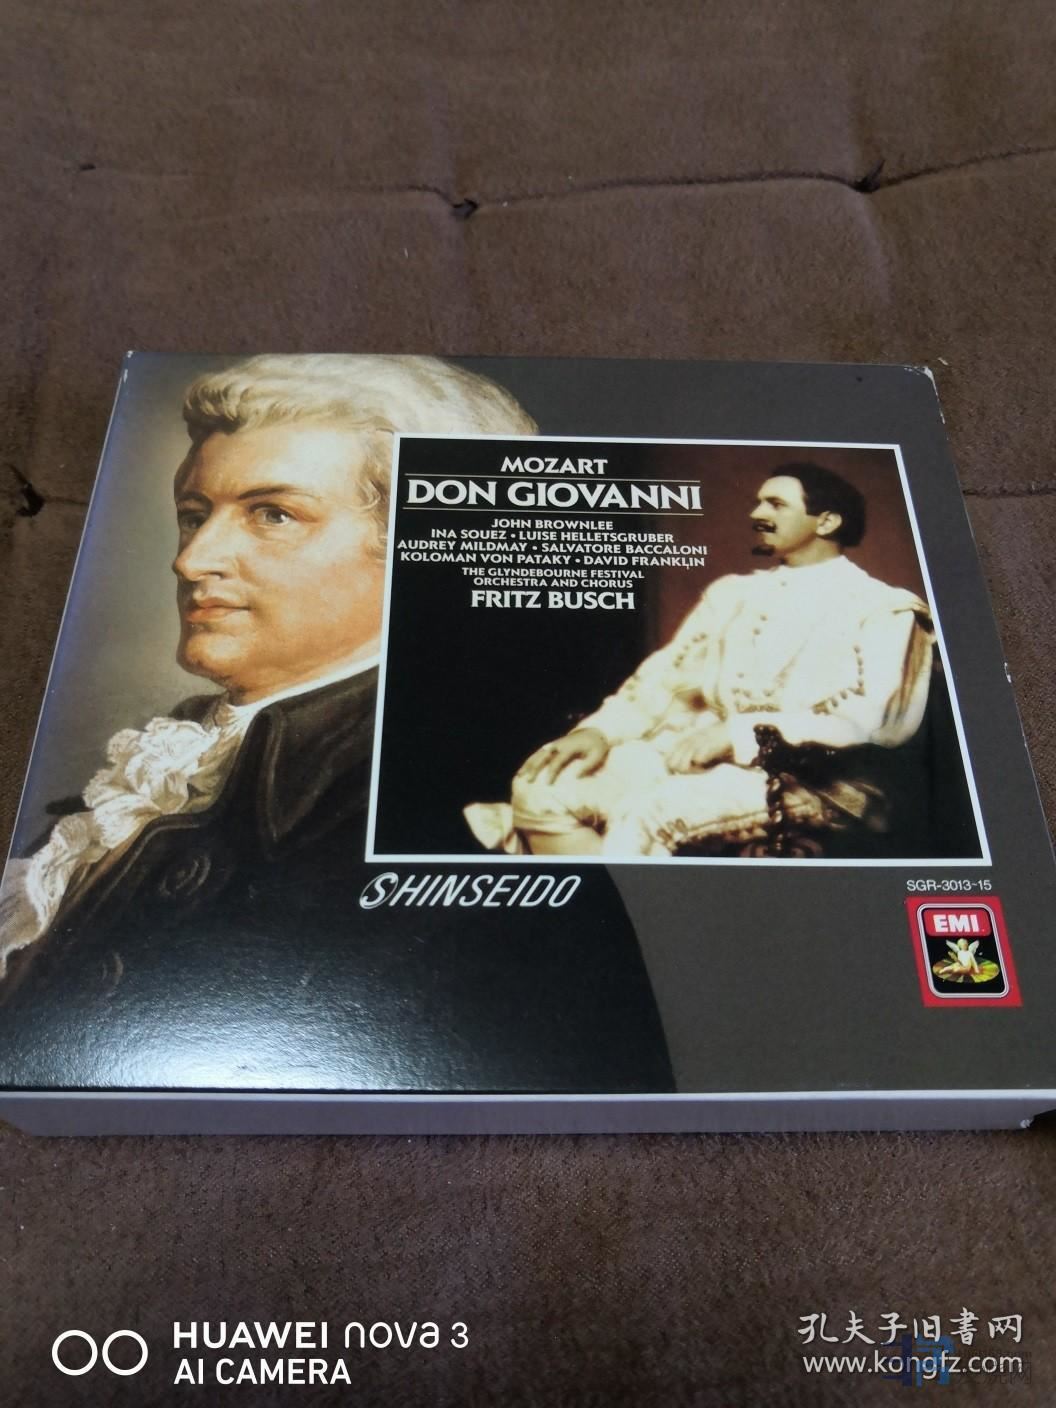 MOZART
DON GIOVANNI
JOHN BROWNLEE
INA SOUEZ • LUISE HELLETSGRUBER
AUDREY MILDMAY • SALVATORE BACCALONI
KOLOMAN VON PATAKY • DAVID FRANKLIN
THE GLYNDEBOURNE FESTIVAL
ORCHESTRA AND CHORUS
FRITZ BUSCH
SHINSEIDO
SGR-3013~15
EMI
HUAWEI nova 3
AI CAMERA
孔夫子旧書网
www.kongfz.com